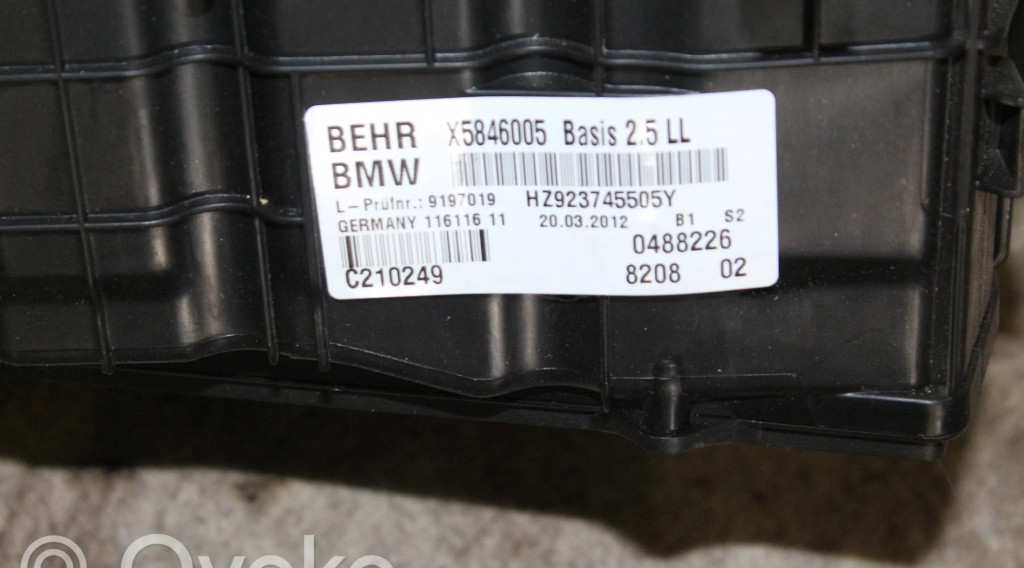 BEHR X5846005 Basis 2.5 LL
BMW
L-Prüfnr.: 9197019 HZ923745505Y
GERMANY 116116 11 20.03.2012 B1 S2
0488226
C210249 8208 02
© Ovoko